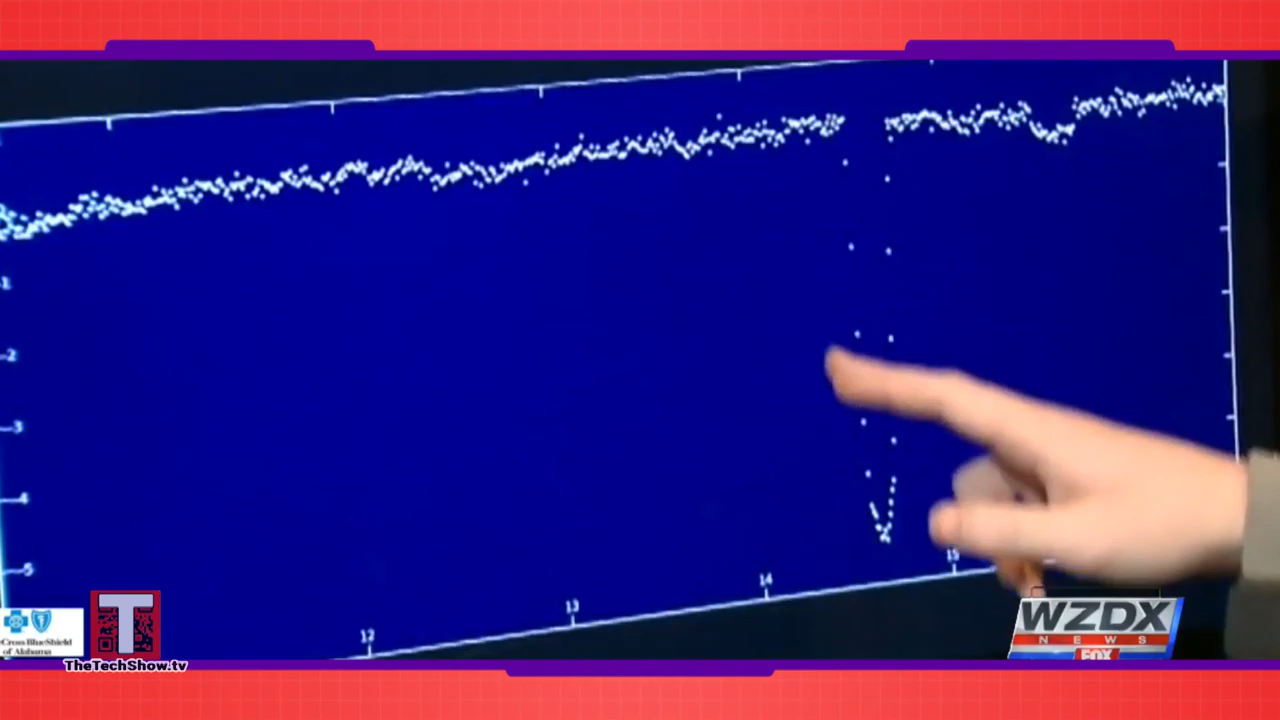 -1
-2
-3
-4
-5
12
13
14
15
T
TheTechShow.tv
Cross BlueShield
of Alabama
WZDX
NEWS
FOX